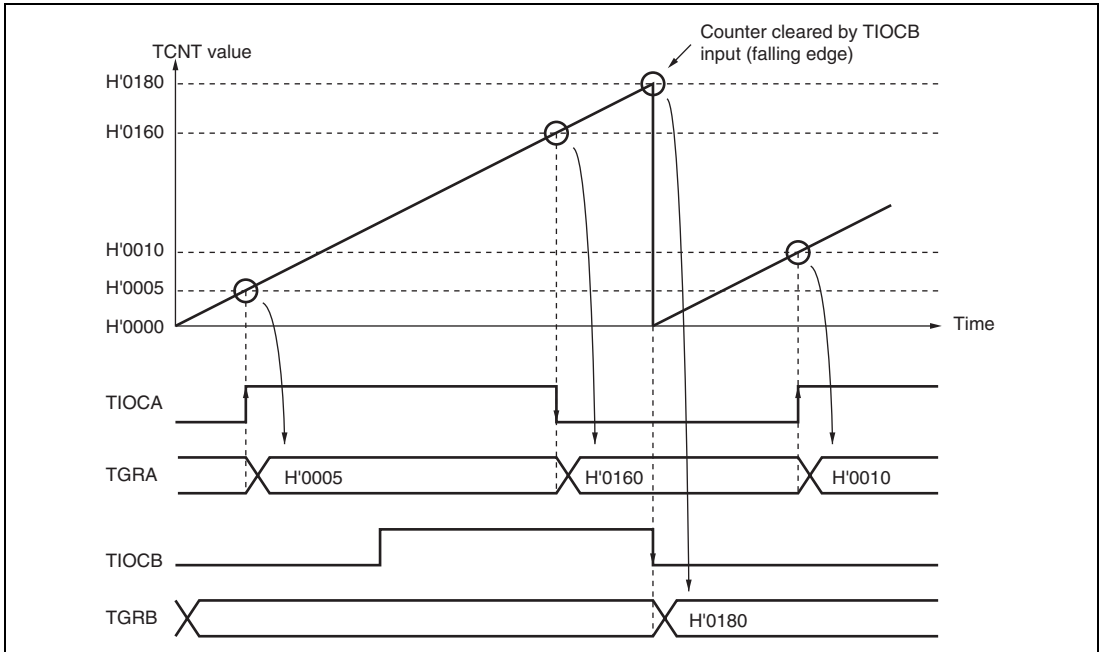 Counter cleared by TIOCB
input (falling edge)
TCNT value
H'0180
H'0160
H'0010
H'0005
H'0000
Time
TIOCA
TGRA
H'0005
H'0160
H'0010
TIOCB
TGRB
H'0180